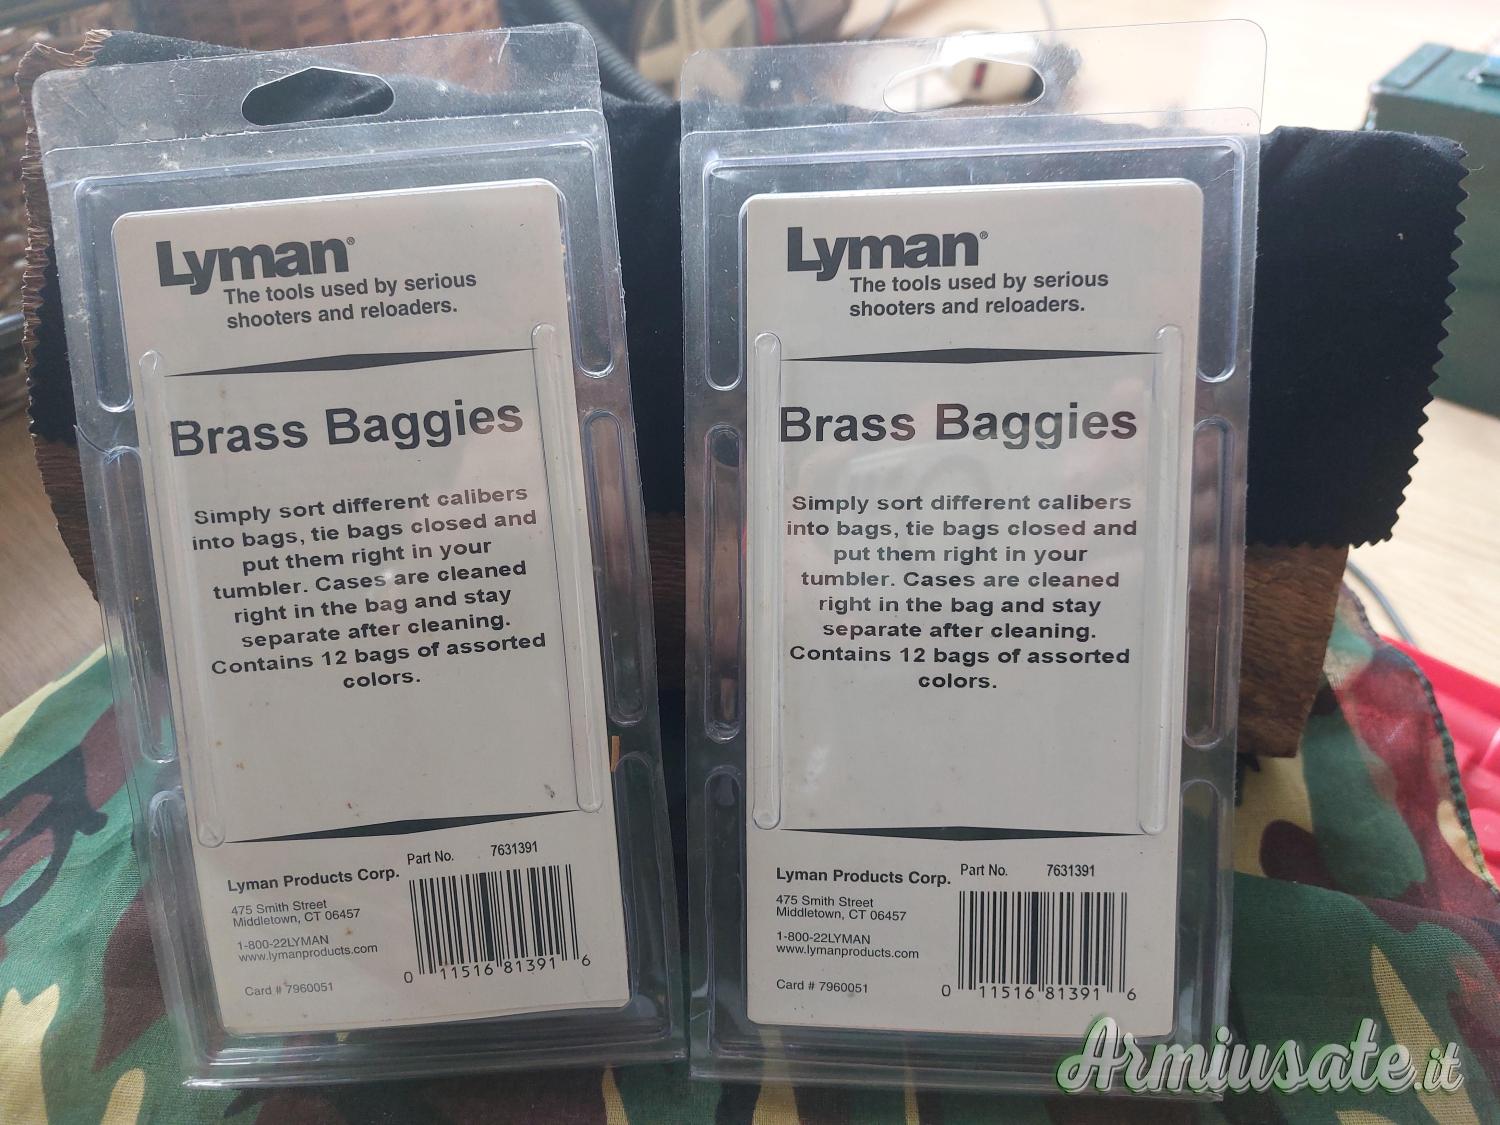 Lyman®
The tools used by serious
shooters and reloaders.
Brass Baggies
Simply sort different calibers
into bags, tie bags closed and
put them right in your
tumbler. Cases are cleaned
right in the bag and stay
separate after cleaning.
Contains 12 bags of assorted
colors.
Lyman Products Corp.
475 Smith Street
Middletown, CT 06457
1-800-22LYMAN
www.lymanproducts.com
Card # 7960051
Part No. 7631391
0 11516 81391 6
Lyman®
The tools used by serious
shooters and reloaders.
Brass Baggies
Simply sort different calibers
into bags, tie bags closed and
put them right in your
tumbler. Cases are cleaned
right in the bag and stay
separate after cleaning.
Contains 12 bags of assorted
colors.
Lyman Products Corp.
475 Smith Street
Middletown, CT 06457
1-800-22LYMAN
www.lymanproducts.com
Card # 7960051
Part No. 7631391
0 11516 81391 6
Armiusate.it